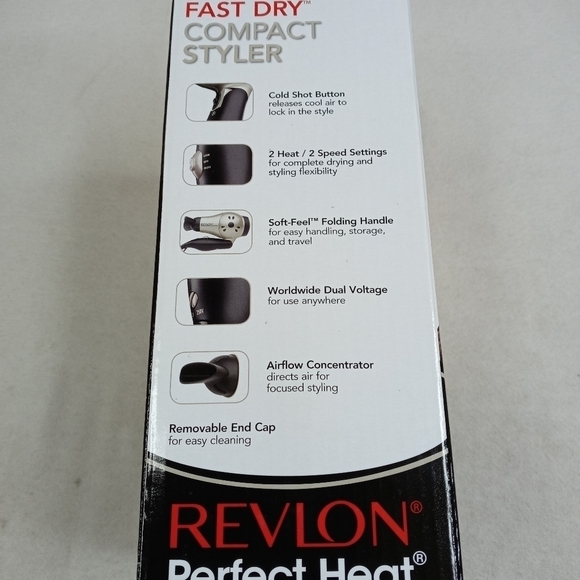 FAST DRY™
COMPACT
STYLER
Cold Shot Button
releases cool air to
lock in the style
2 Heat / 2 Speed Settings
for complete drying and
styling flexibility
Soft-Feel™ Folding Handle
for easy handling, storage,
and travel
Worldwide Dual Voltage
for use anywhere
Airflow Concentrator
directs air for
focused styling
Removable End Cap
for easy cleaning
REVLON®
Perfect Heat®